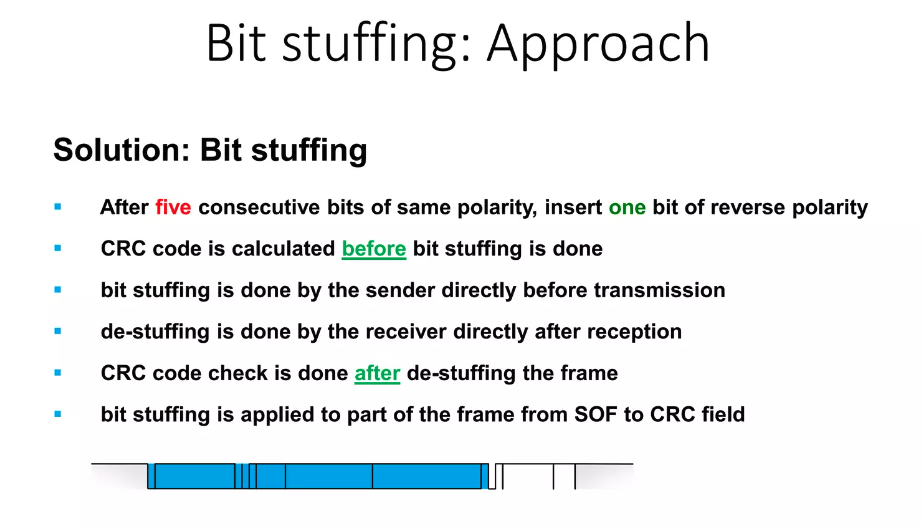 Bit stuffing: Approach
Solution: Bit stuffing
After five consecutive bits of same polarity, insert one bit of reverse polarity
CRC code is calculated before bit stuffing is done
bit stuffing is done by the sender directly before transmission
de-stuffing is done by the receiver directly after reception
CRC code check is done after de-stuffing the frame
bit stuffing is applied to part of the frame from SOF to CRC field